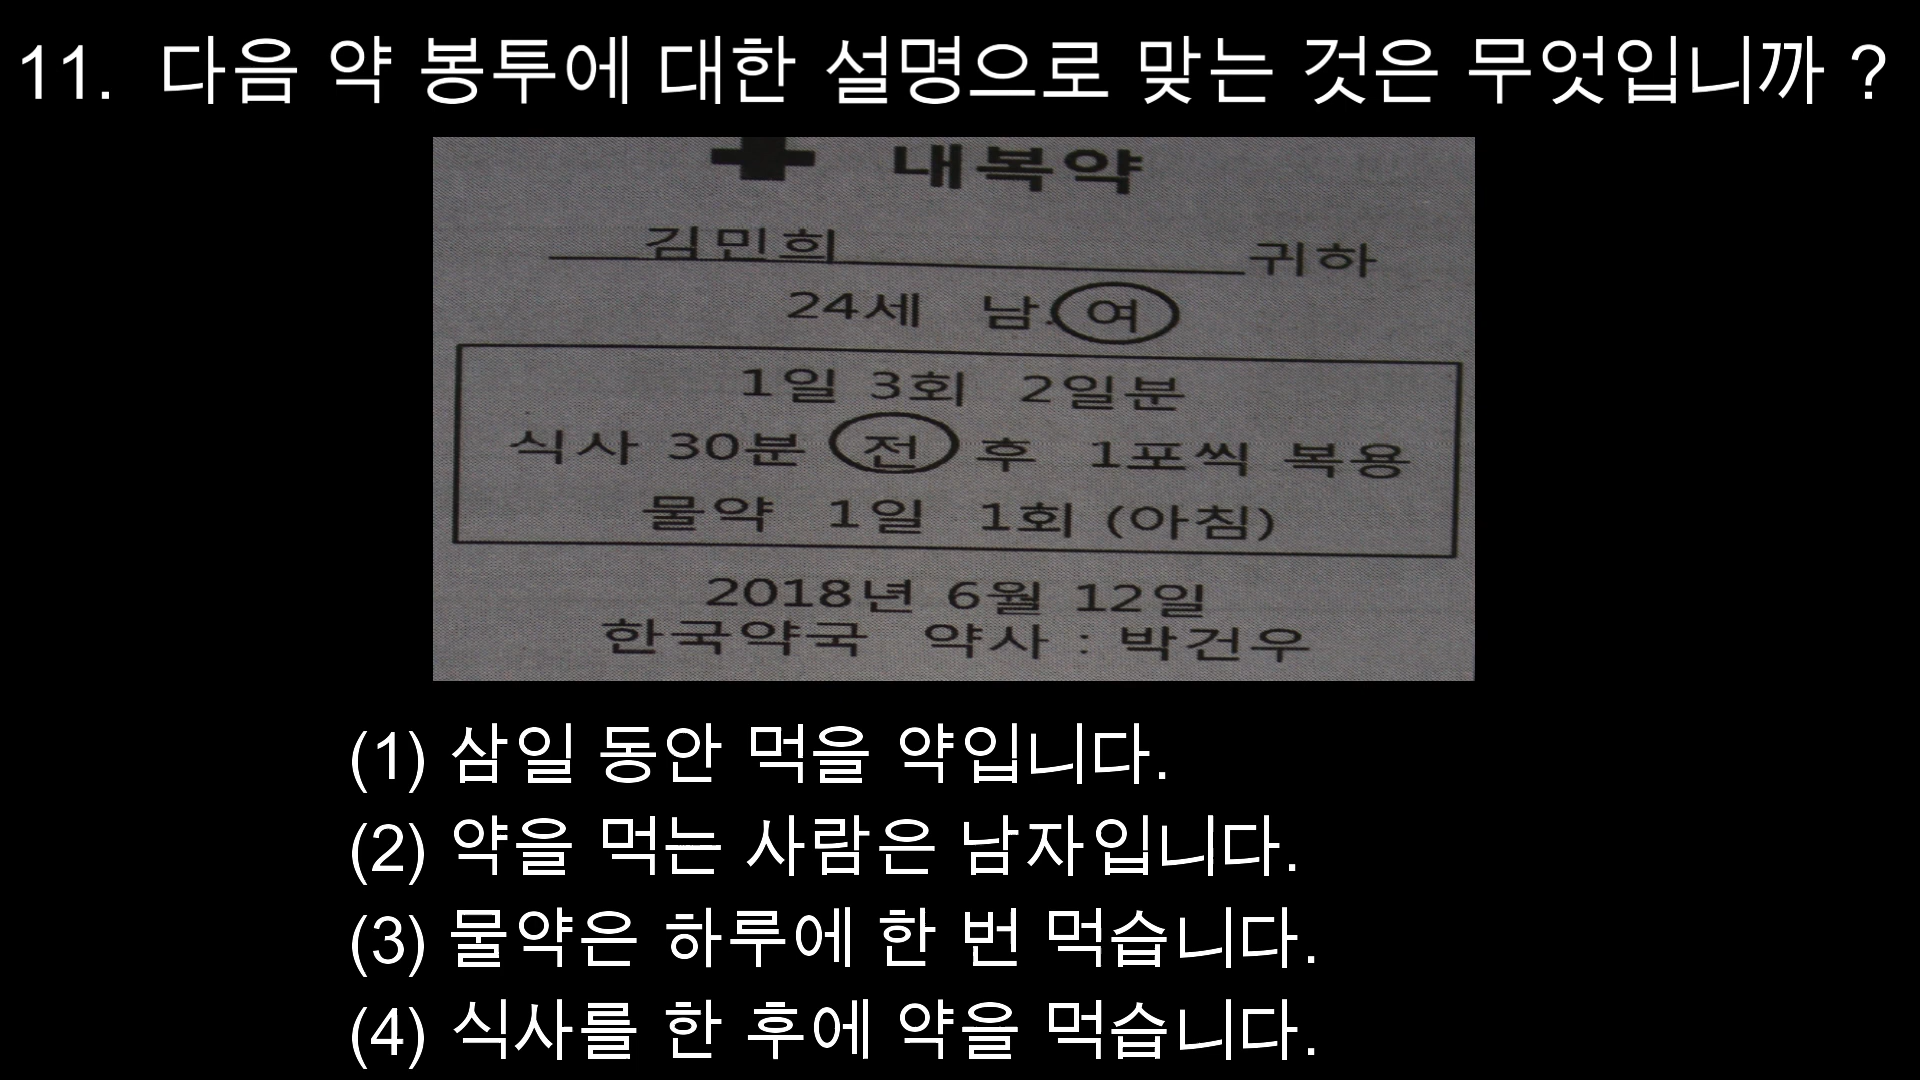 11. 다음 약 봉투에 대한 설명으로 맞는 것은 무엇입니까 ?
내복약
김민희 귀하
24세 남. 여
1일 3회 2일분
식사 30분 전 후 1포씩 복용
물약 1일 1회 (아침)
2018년 6월 12일
한국약국 약사 : 박건우
(1) 삼일 동안 먹을 약입니다.
(2) 약을 먹는 사람은 남자입니다.
(3) 물약은 하루에 한 번 먹습니다.
(4) 식사를 한 후에 약을 먹습니다.